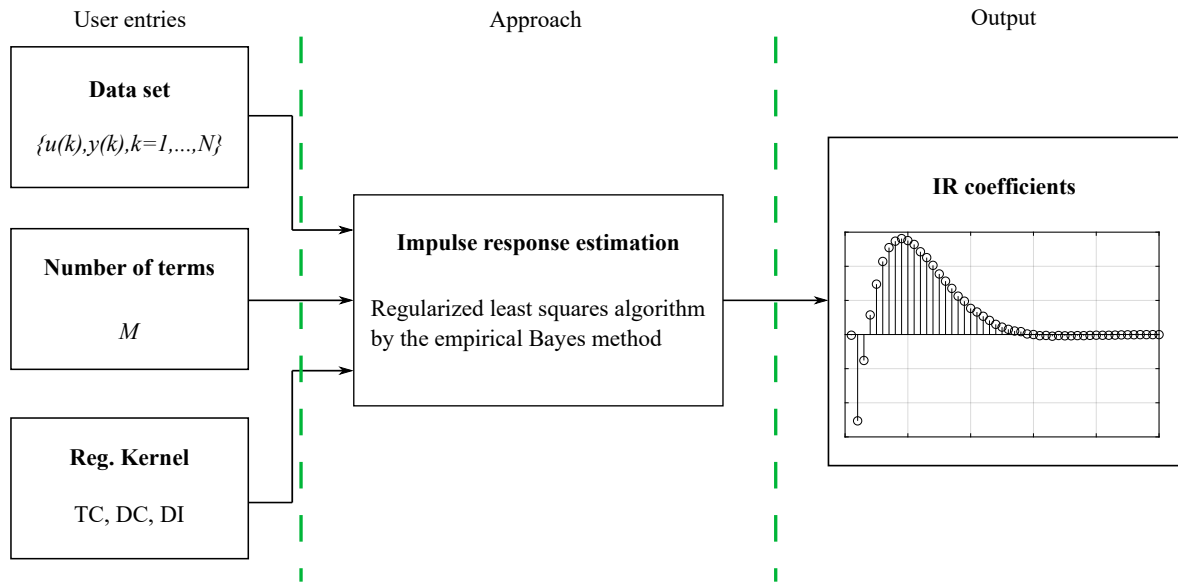 User entries
Approach
Output
Data set
{u(k),y(k),k=1,...,N}
Number of terms
M
Reg. Kernel
TC, DC, DI
Impulse response estimation
Regularized least squares algorithm
by the empirical Bayes method
IR coefficients